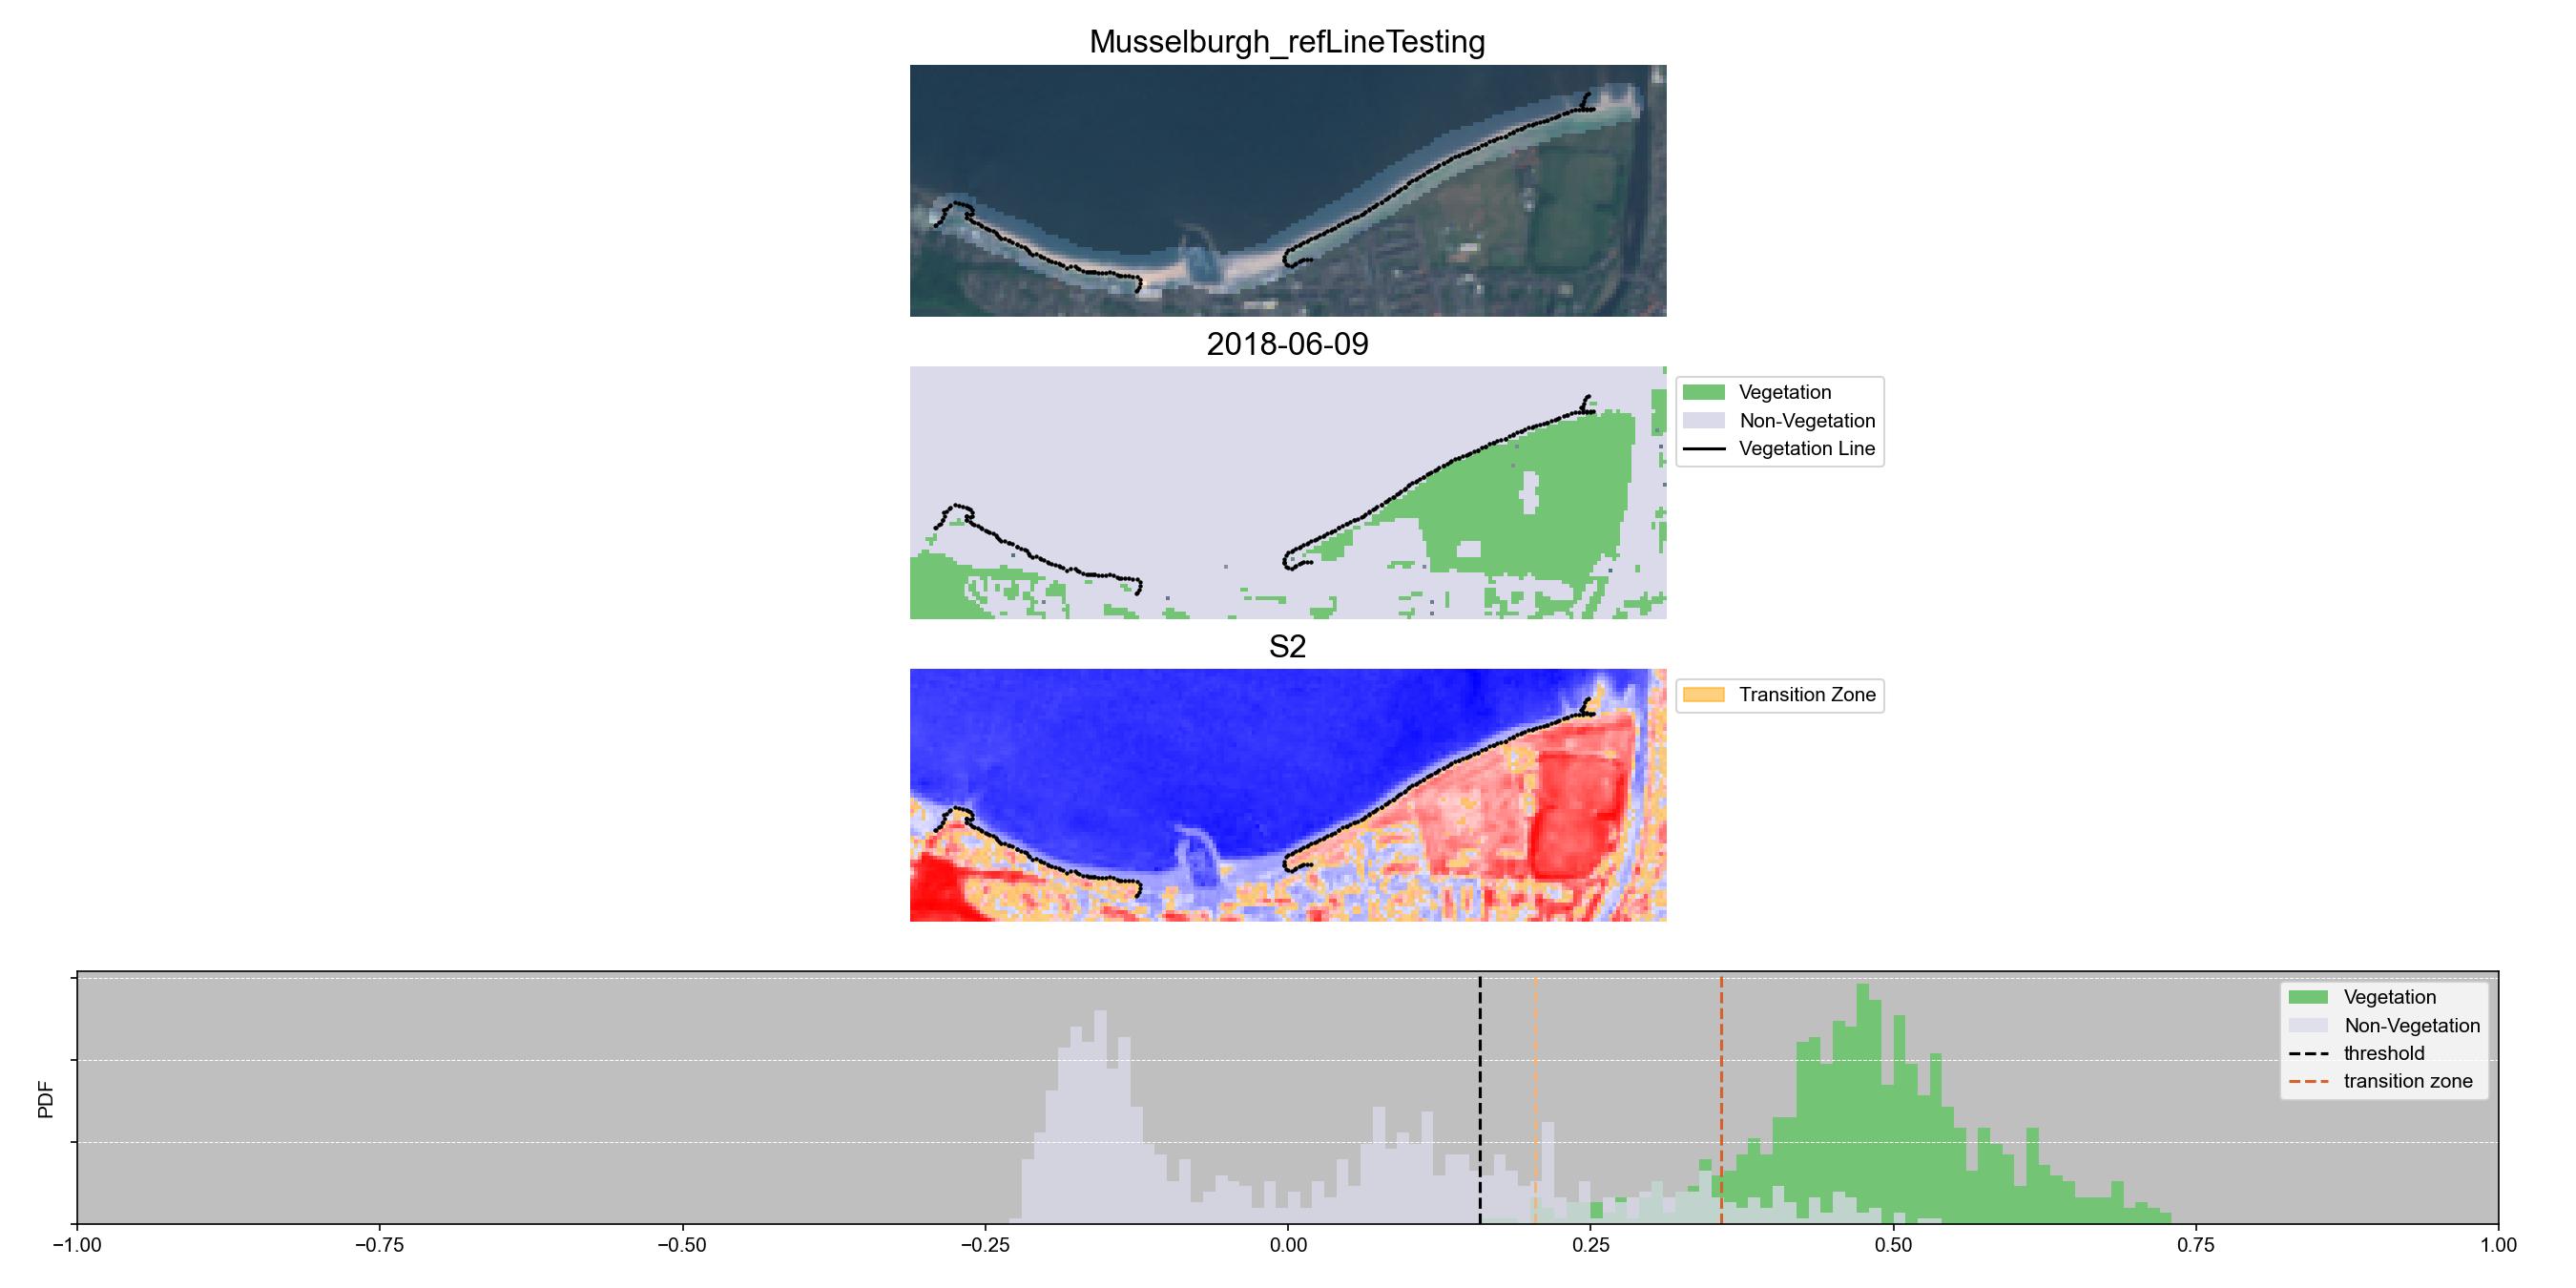 Musselburgh_refLineTesting
2018-06-09
Vegetation
Non-Vegetation
Vegetation Line
S2
Transition Zone
PDF
Vegetation
Non-Vegetation
threshold
transition zone
−1.00 −0.75 −0.50 −0.25 0.00 0.25 0.50 0.75 1.00